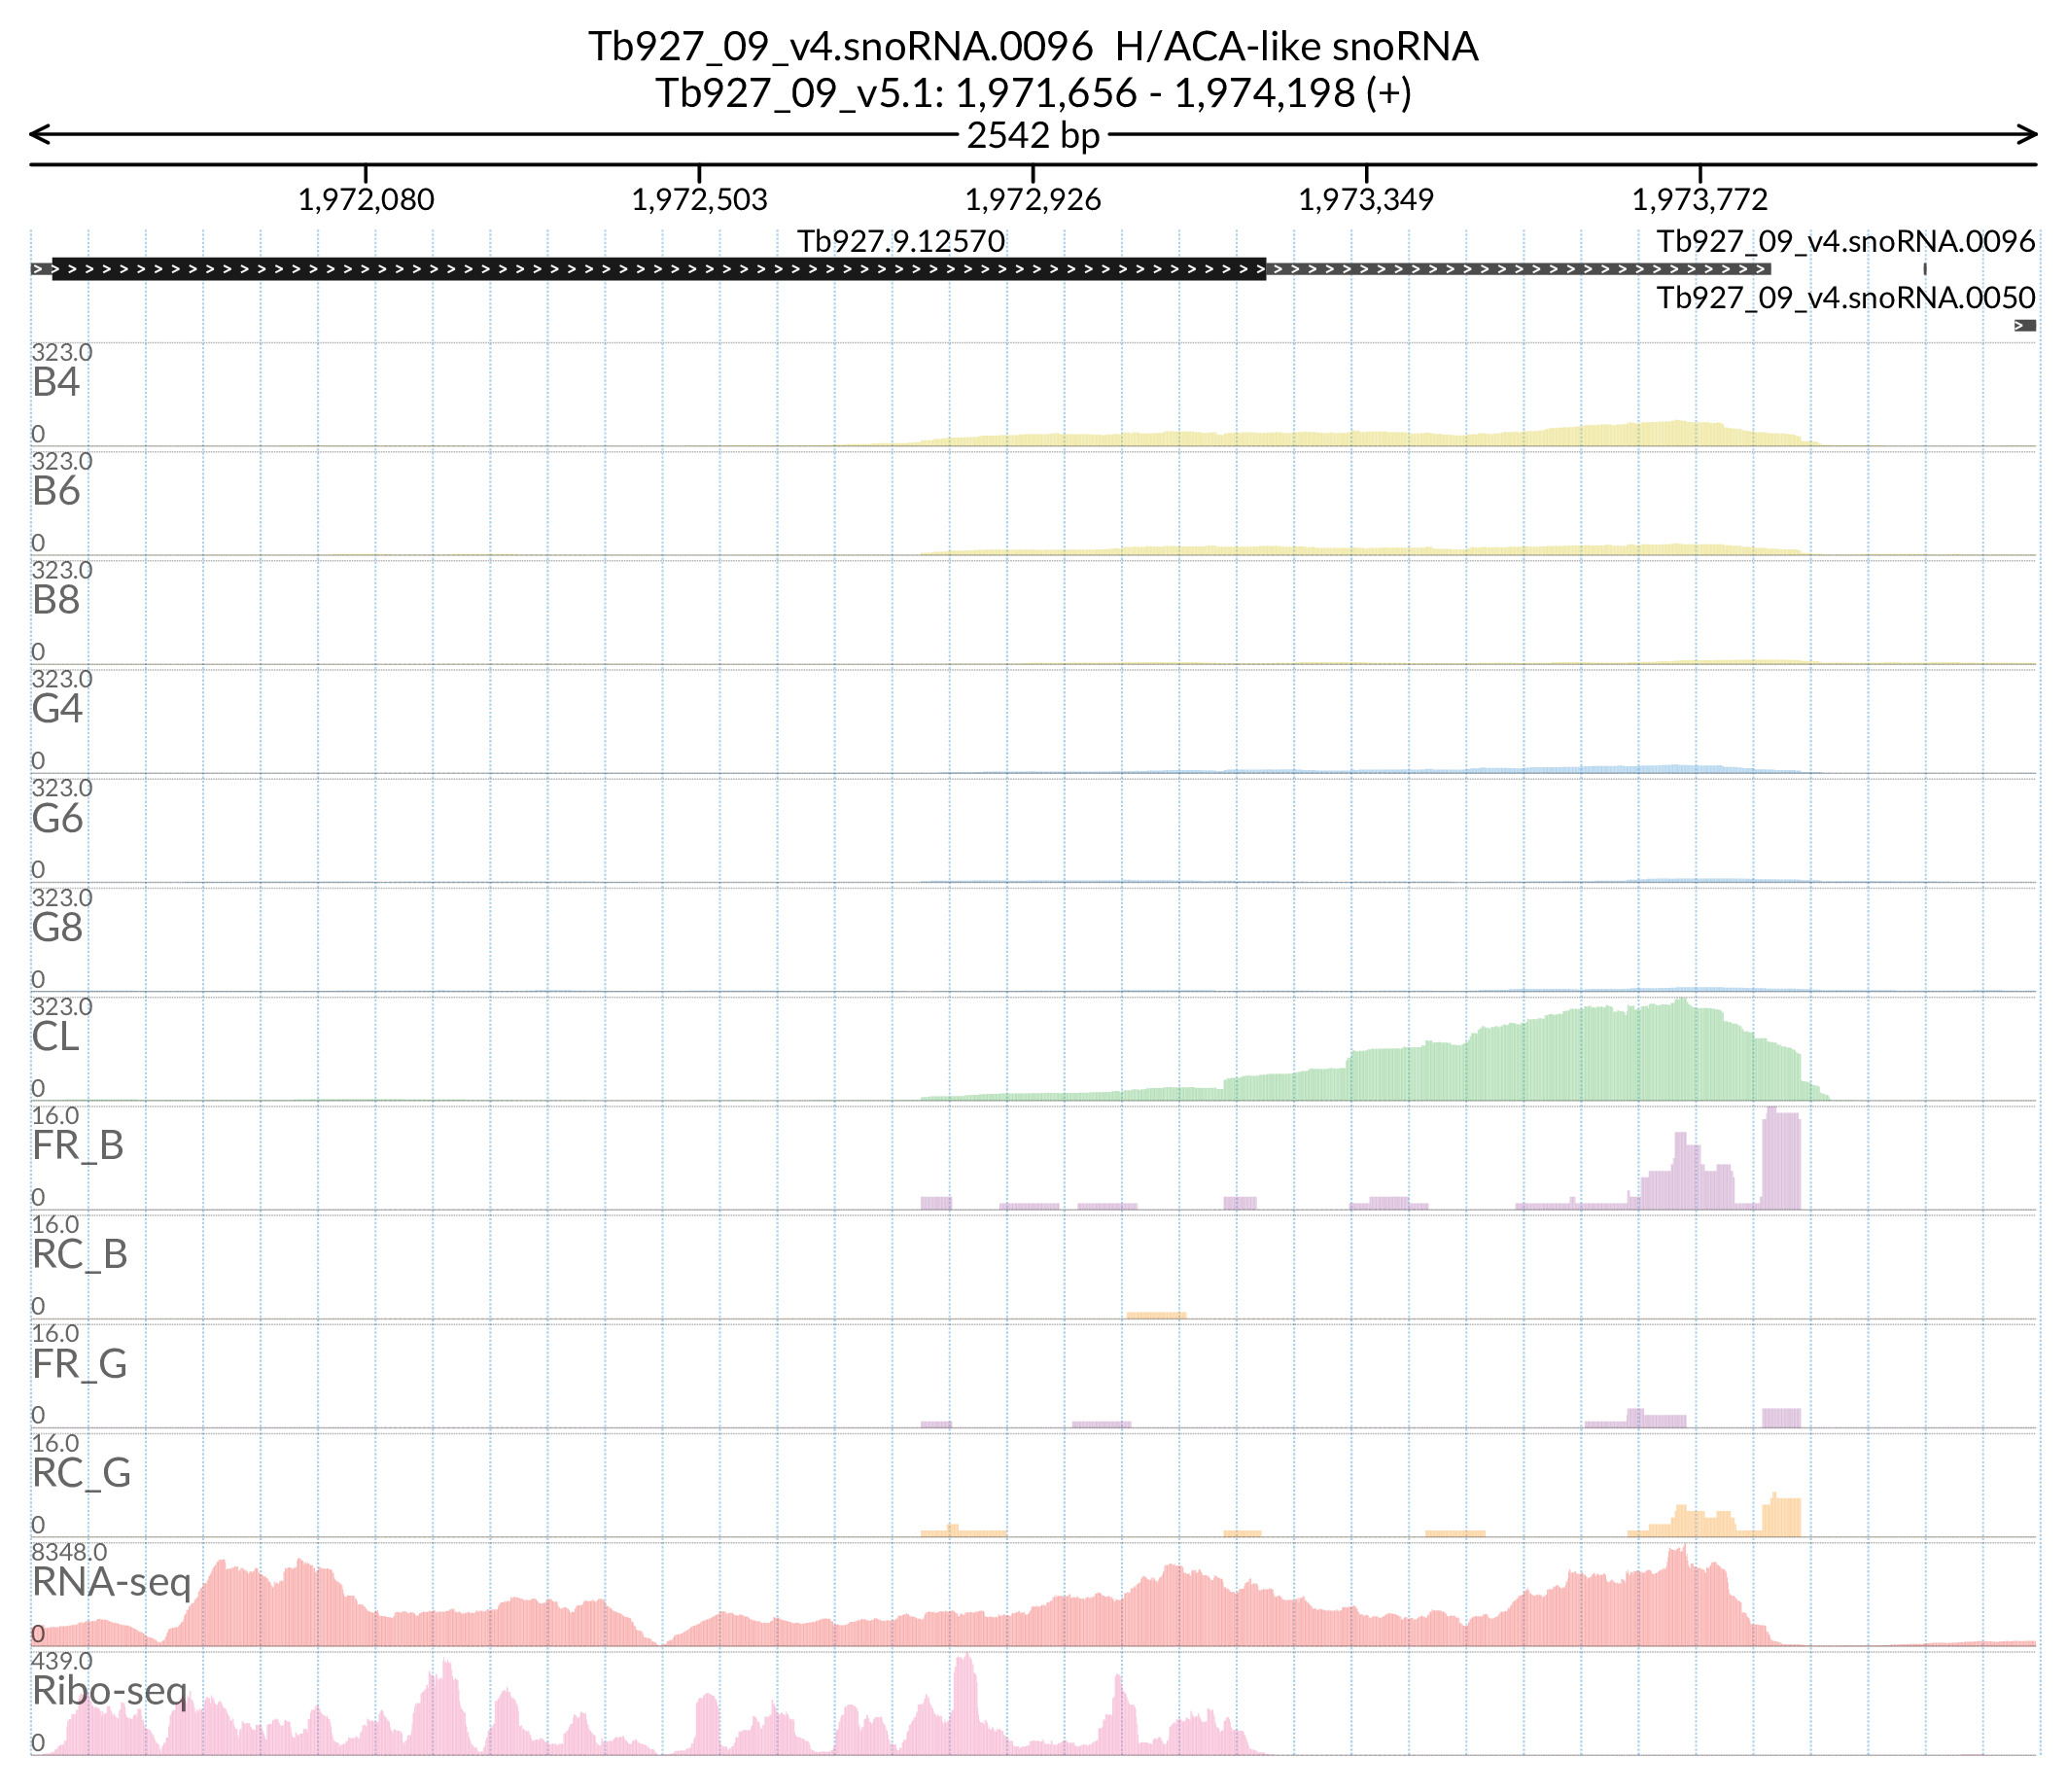 Tb927_09_v4.snoRNA.0096 H/ACA-like snoRNA
Tb927_09_v5.1: 1,971,656 - 1,974,198 (+)
2542 bp
1,972,080 1,972,503 1,972,926 1,973,349 1,973,772
Tb927.9.12570 Tb927_09_v4.snoRNA.0096
Tb927_09_v4.snoRNA.0050
323.0
B4
0
323.0
B6
0
323.0
B8
0
323.0
G4
0
323.0
G6
0
323.0
G8
0
323.0
CL
0
16.0
FR_B
0
16.0
RC_B
0
16.0
FR_G
0
16.0
RC_G
0
8348.0
RNA-seq
0
439.0
Ribo-seq
0